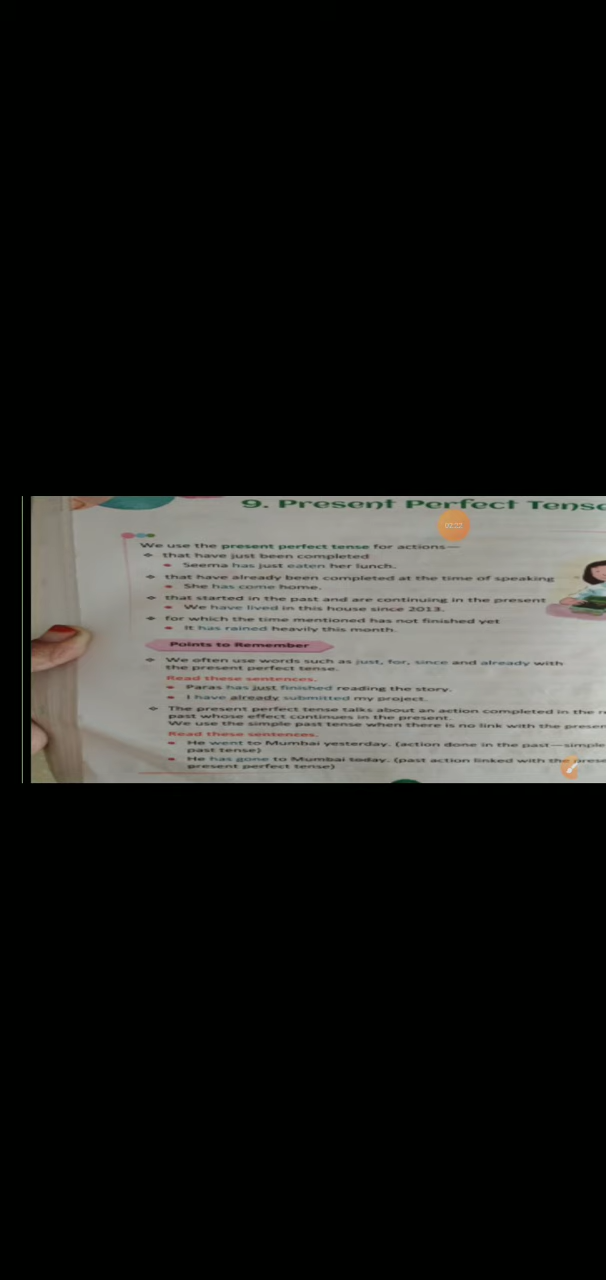 9. Present Perfect Tense
02:22
We use the present perfect tense for actions—
that have just been completed
Seema has just eaten her lunch.
that have already been completed at the time of speaking
She has come home.
that started in the past and are continuing in the present
We have lived in this house since 2013.
for which the time mentioned has not finished yet
It has rained heavily this month.
Points to Remember
We often use words such as just, for, since and already with
the present perfect tense.
Read these sentences.
Paras has just finished reading the story.
I have already submitted my project.
The present perfect tense talks about an action completed in the
past whose effect continues in the present.
We use the simple past tense when there is no link with the
Read these sentences.
He went to Mumbai yesterday. (action done in the past—simple
past tense)
He has gone to Mumbai today. (past action linked with the
present perfect tense)